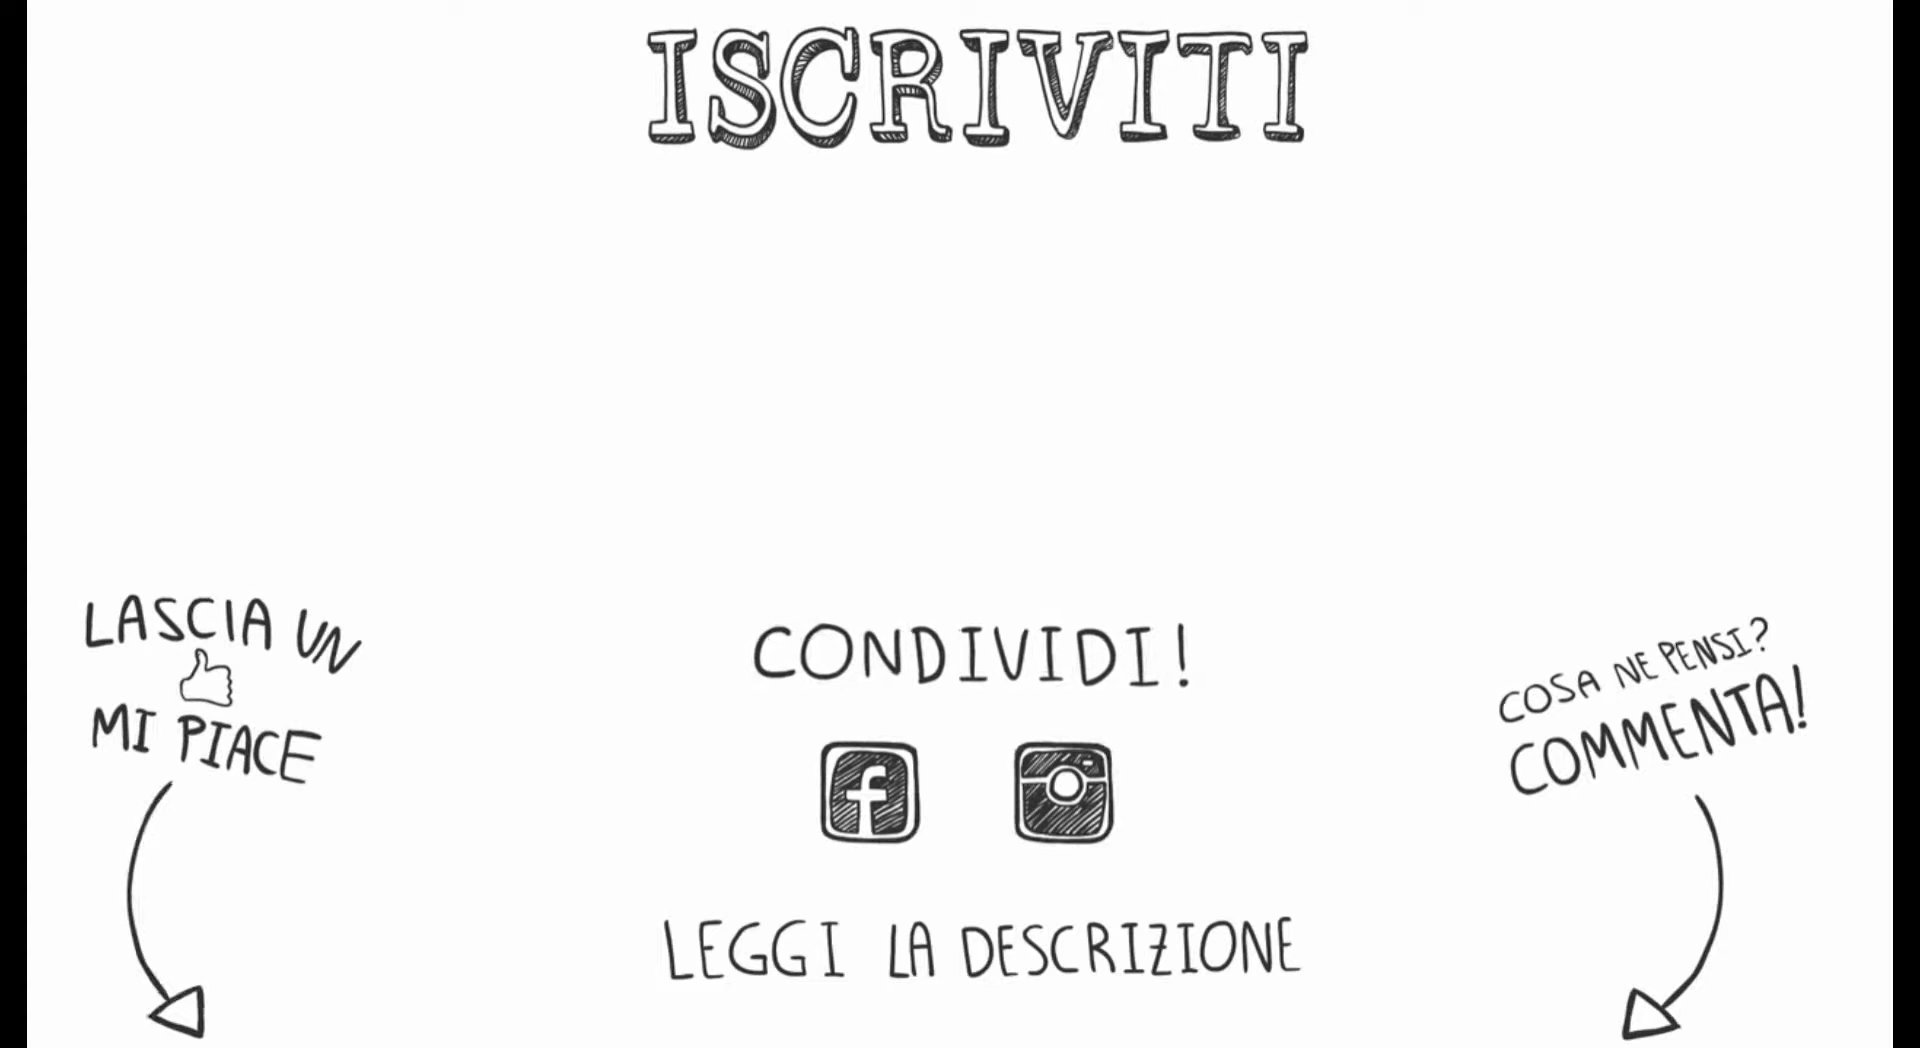 ISCRIVITI
LASCIA UN
MI PIACE
CONDIVIDI!
COSA NE PENSI?
COMMENTA!
LEGGI LA DESCRIZIONE